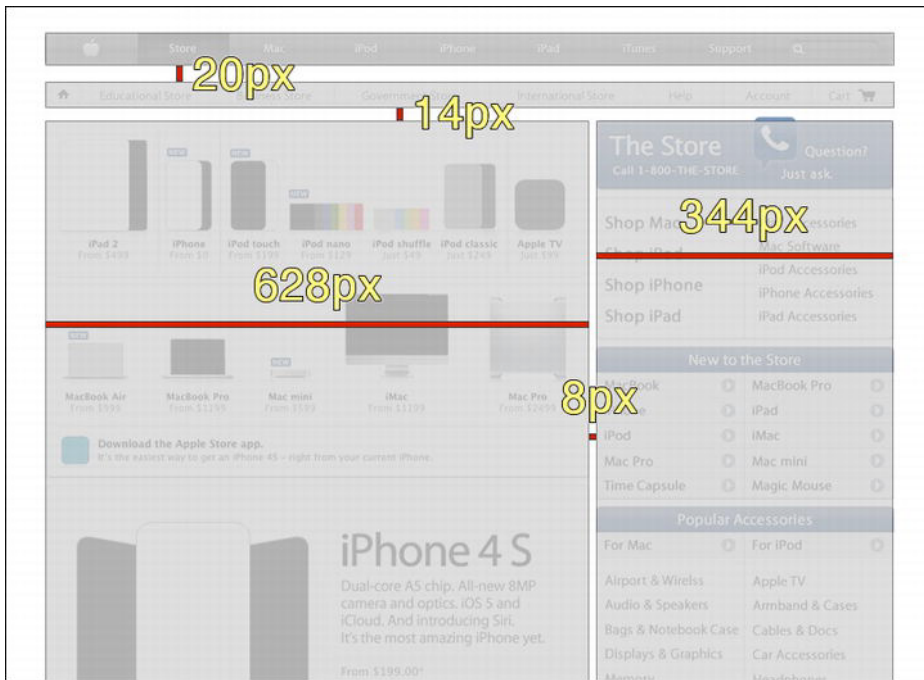 Store Mac iPod iPhone iPad iTunes Support
20px
Educational Store Business Store Government Store International Store Help Account Cart
14px
The Store
Call 1-800-THE-STORE
Question?
Just ask.
NEW NEW
NEW
iPad 2 iPhone iPod touch iPod nano iPod shuffle iPod classic Apple TV
From $499 From $0 From $199 From $129 Just $49 Just $249 Just $99
344px
Shop Mac Accessories
Shop iPod Mac Software
iPod Accessories
Shop iPhone iPhone Accessories
Shop iPad iPad Accessories
628px
NEW
NEW
MacBook Air MacBook Pro Mac mini iMac Mac Pro
From $999 From $1199 From $599 From $1199 From $2499
8px
Download the Apple Store app.
It's the easiest way to get an iPhone 4S – right from your current iPhone.
New to the Store
MacBook MacBook Pro
iPhone iPad
iPod iMac
Mac Pro Mac mini
Time Capsule Magic Mouse
Popular Accessories
For Mac For iPod
Airport & Wirelss Apple TV
Audio & Speakers Armband & Cases
Bags & Notebook Case Cables & Docs
Displays & Graphics Car Accessories
Memory Headphones
iPhone 4 S
Dual-core A5 chip. All-new 8MP
camera and optics. iOS 5 and
iCloud. And introducing Siri.
It's the most amazing iPhone yet.
From $199.00*